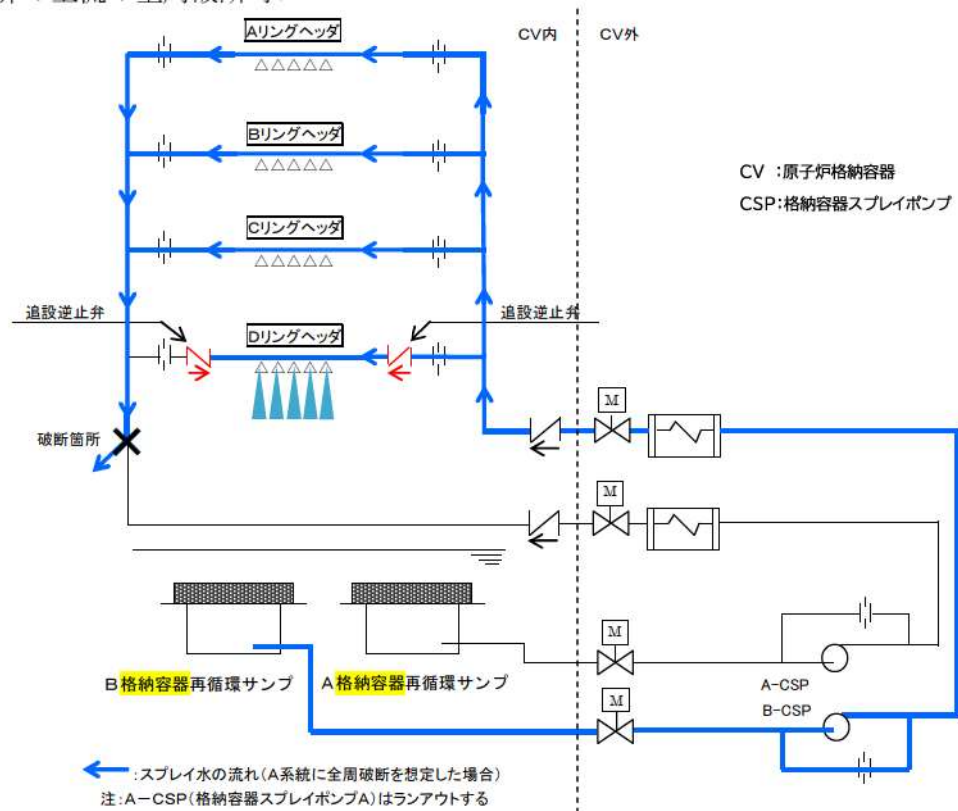 Aリングヘッダ
CV内
CV外
Bリングヘッダ
CV :原子炉格納容器
CSP:格納容器スプレイポンプ
Cリングヘッダ
追設逆止弁
追設逆止弁
Dリングヘッダ
M
破断箇所
M
M
B格納容器再循環サンプ
A格納容器再循環サンプ
A-CSP
B-CSP
M
:スプレイ水の流れ(A系統に全周破断を想定した場合)
注:A-CSP(格納容器スプレイポンプA)はランアウトする